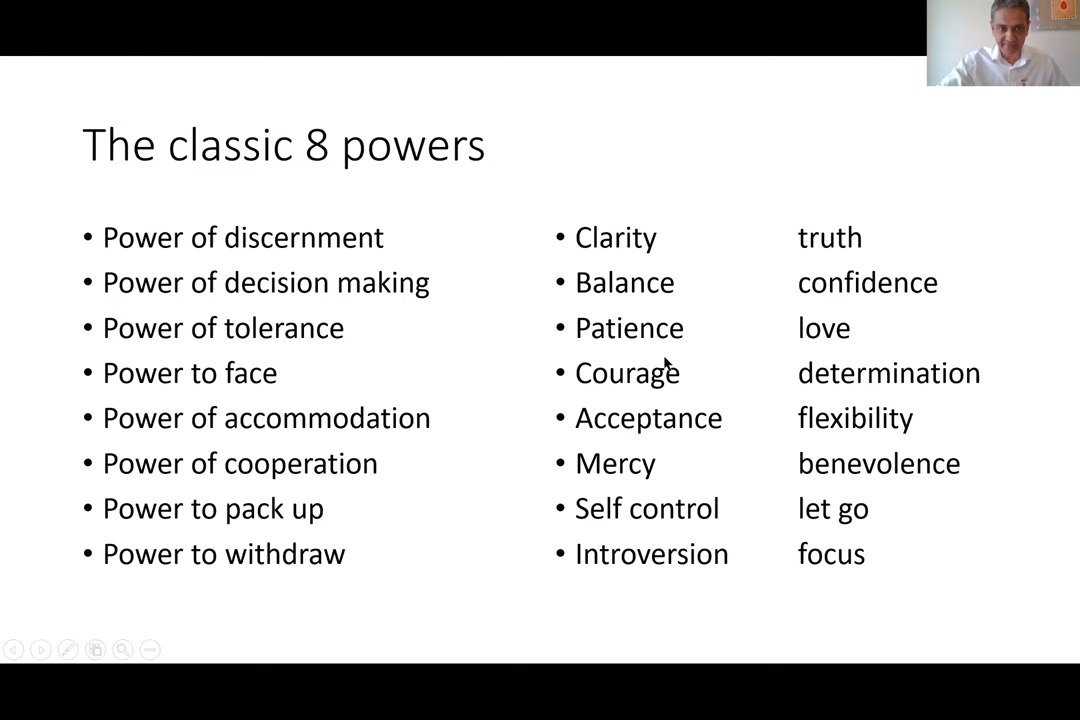 The classic 8 powers
• Power of discernment
• Power of decision making
• Power of tolerance
• Power to face
• Power of accommodation
• Power of cooperation
• Power to pack up
• Power to withdraw
• Clarity truth
• Balance confidence
• Patience love
• Courage determination
• Acceptance flexibility
• Mercy benevolence
• Self control let go
• Introversion focus